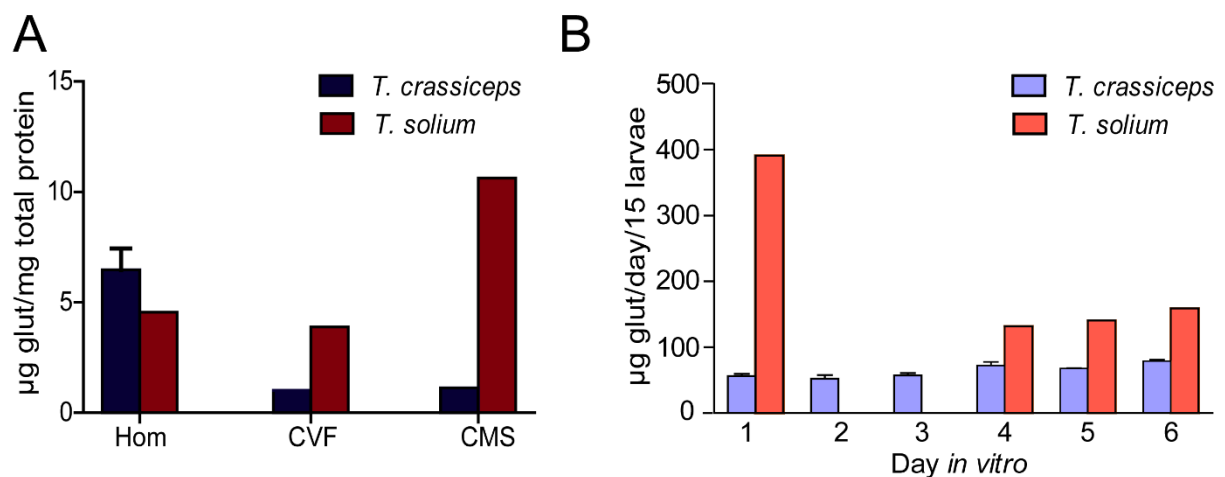 A
µg glut/mg total protein
15
10
5
0
T. crassiceps
T. solium
Hom CVF CMS
B
µg glut/day/15 larvae
500
400
300
200
100
0
T. crassiceps
T. solium
1 2 3 4 5 6
Day in vitro